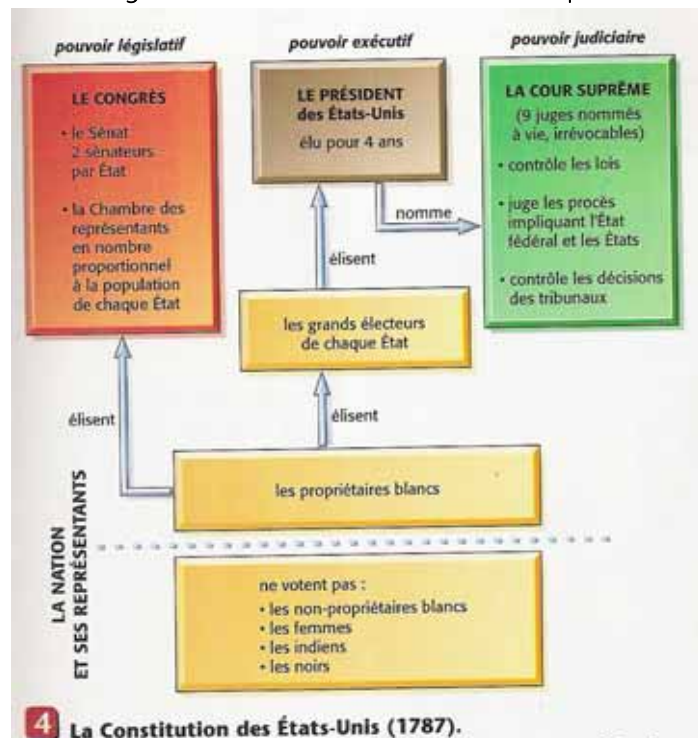 pouvoir législatif
pouvoir exécutif
pouvoir judiciaire
LE CONGRÈS
• le Sénat
2 sénateurs
par État
• la Chambre des
représentants
en nombre
proportionnel
à la population
de chaque État
LE PRÉSIDENT
des États-Unis
élu pour 4 ans
LA COUR SUPRÊME
(9 juges nommés
à vie, irrévocables)
• contrôle les lois
• juge les procès
impliquant l'État
fédéral et les États
• contrôle les décisions
des tribunaux
nomme
élisent
les grands électeurs
de chaque État
élisent
élisent
les propriétaires blancs
LA NATION
ET SES REPRÉSENTANTS
ne votent pas :
• les non-propriétaires blancs
• les femmes
• les indiens
• les noirs
4 La Constitution des États-Unis (1787).